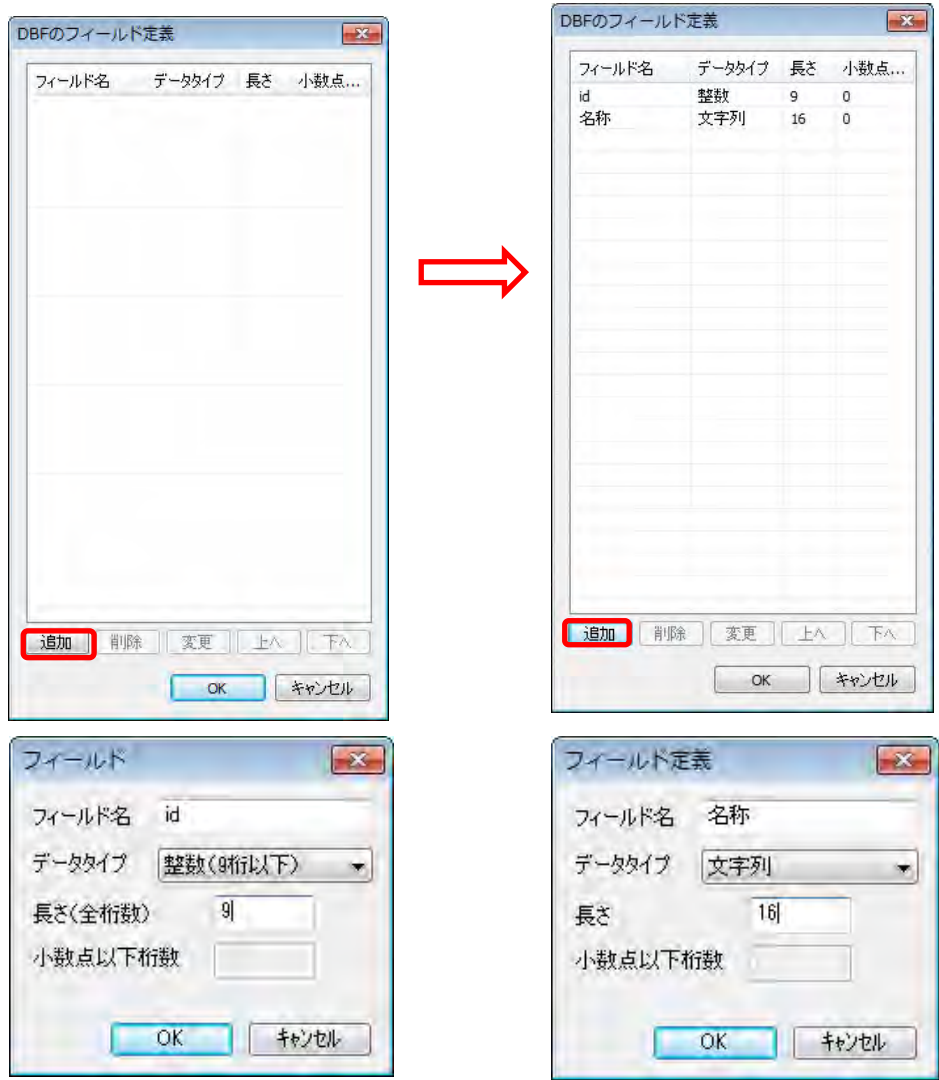 DBFのフィールド定義
フィールド名 データタイプ 長さ 小数点...
追加 削除 変更 上へ 下へ
OK キャンセル
DBFのフィールド定義
フィールド名 データタイプ 長さ 小数点...
id 整数 9 0
名称 文字列 16 0
追加 削除 変更 上へ 下へ
OK キャンセル
フィールド
フィールド名 id
データタイプ 整数(9桁以下)
長さ(全桁数) 9
小数点以下桁数
OK キャンセル
フィールド定義
フィールド名 名称
データタイプ 文字列
長さ 16
小数点以下桁数
OK キャンセル